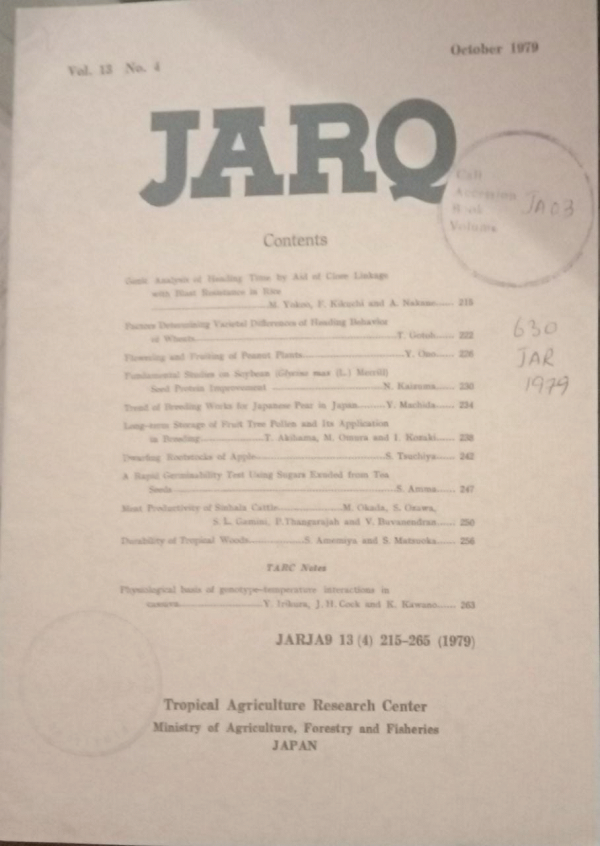 October 1979
Vol. 13 No. 4
JARQ
Call
Accession JA03
Book
Volume
Contents
Genic Analysis of Heading Time by Aid of Close Linkage
with Blast Resistance in Rice
M. Yokoo, F. Kikuchi and A. Nakane...... 215
Factors Determining Varietal Differences of Heading Behavior
of Wheats T. Gotoh...... 222
Flowering and Fruiting of Peanut Plants Y. Ono...... 226
Fundamental Studies on Soybean (Glycine max (L.) Merrill)
Seed Protein Improvement N. Kaizuma...... 230
Trend of Breeding Works for Japanese Pear in Japan Y. Machida...... 234
Long-term Storage of Fruit Tree Pollen and Its Application
in Breeding T. Akihama, M. Omura and I. Kozaki...... 238
Dwarfing Rootstocks of Apple S. Tsuchiya...... 242
A Rapid Germinability Test Using Sugars Exuded from Tea
Seeds S. Amma...... 247
Meat Productivity of Sinhala Cattle M. Okada, S. Ozawa,
S. L. Gamini, P. Thangarajah and V. Buvanendran...... 250
Durability of Tropical Woods S. Amemiya and S. Matsuoka...... 256
TARC Notes
Physiological basis of genotype-temperature interactions in
cassava Y. Irikura, J. H. Cock and K. Kawano...... 263
JARJA9 13 (4) 215–265 (1979)
630
JAR
1979
Tropical Agriculture Research Center
Ministry of Agriculture, Forestry and Fisheries
JAPAN